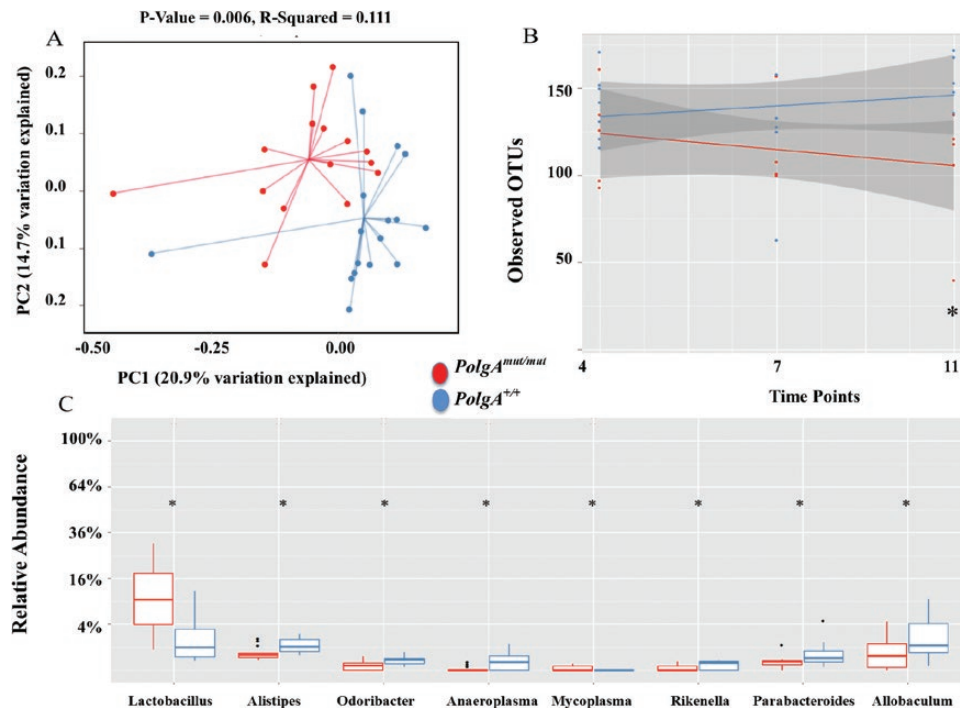 P-Value = 0.006, R-Squared = 0.111
A
PC2 (14.7% variation explained)
0.2
0.1
0.0
0.1
0.2
-0.50
-0.25
0.00
PC1 (20.9% variation explained)
B
Observed OTUs
150
100
50
0
4
7
11
*
Time Points
PolgA^mut/mut
PolgA^+/+
C
Relative Abundance
100%
64%
36%
16%
4%
* * * * * * * *
Lactobacillus Alistipes Odoribacter Anaeroplasma Mycoplasma Rikenella Parabacteroides Allobaculum